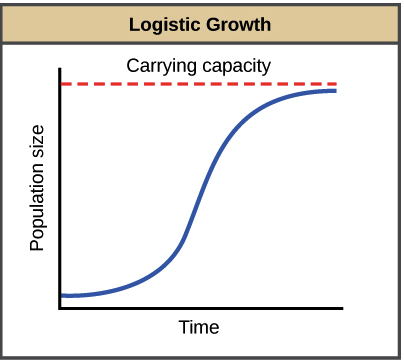 Logistic Growth
Carrying capacity
Population size
Time